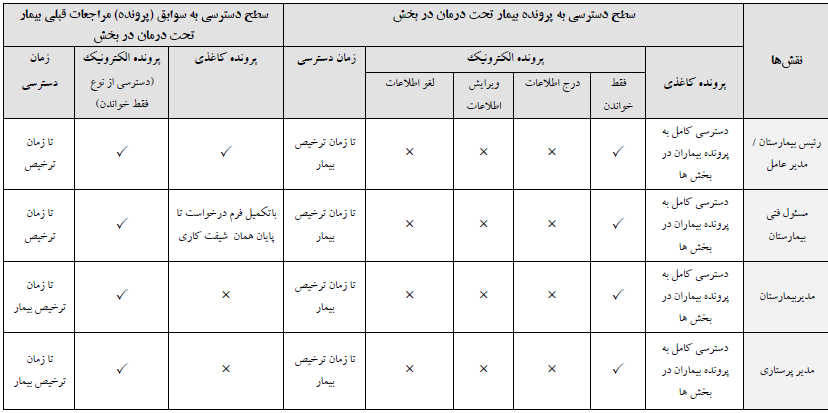 نقش‌ها
سطح دسترسی به پرونده بیمار تحت درمان در بخش
سطح دسترسی به سوابق (پرونده) مراجعات قبلی بیمار
تحت درمان در بخش
پرونده کاغذی
پرونده الکترونیک
زمان دسترسی
پرونده کاغذی
پرونده الکترونیک
(دسترسی از نوع
فقط خواندن)
زمان
دسترسی
فقط
خواندن
درج اطلاعات
ویرایش
اطلاعات
لغو اطلاعات
رئیس بیمارستان /
مدیر عامل
دسترسی کامل به
پرونده بیماران در
بخش ها
✓
×
×
×
تا زمان ترخیص
بیمار
✓
✓
تا زمان
ترخیص
مسئول فنی
بیمارستان
دسترسی کامل به
پرونده بیماران در
بخش ها
✓
×
×
×
تا زمان ترخیص
بیمار
باتکمیل فرم درخواست تا
پایان همان شیفت کاری
✓
تا زمان
ترخیص
مدیربیمارستان
دسترسی کامل به
پرونده بیماران در
بخش ها
✓
×
×
×
تا زمان ترخیص
بیمار
×
✓
تا زمان
ترخیص بیمار
مدیر پرستاری
دسترسی کامل به
پرونده بیماران در
بخش ها
✓
×
×
×
تا زمان ترخیص
بیمار
×
✓
تا زمان
ترخیص بیمار